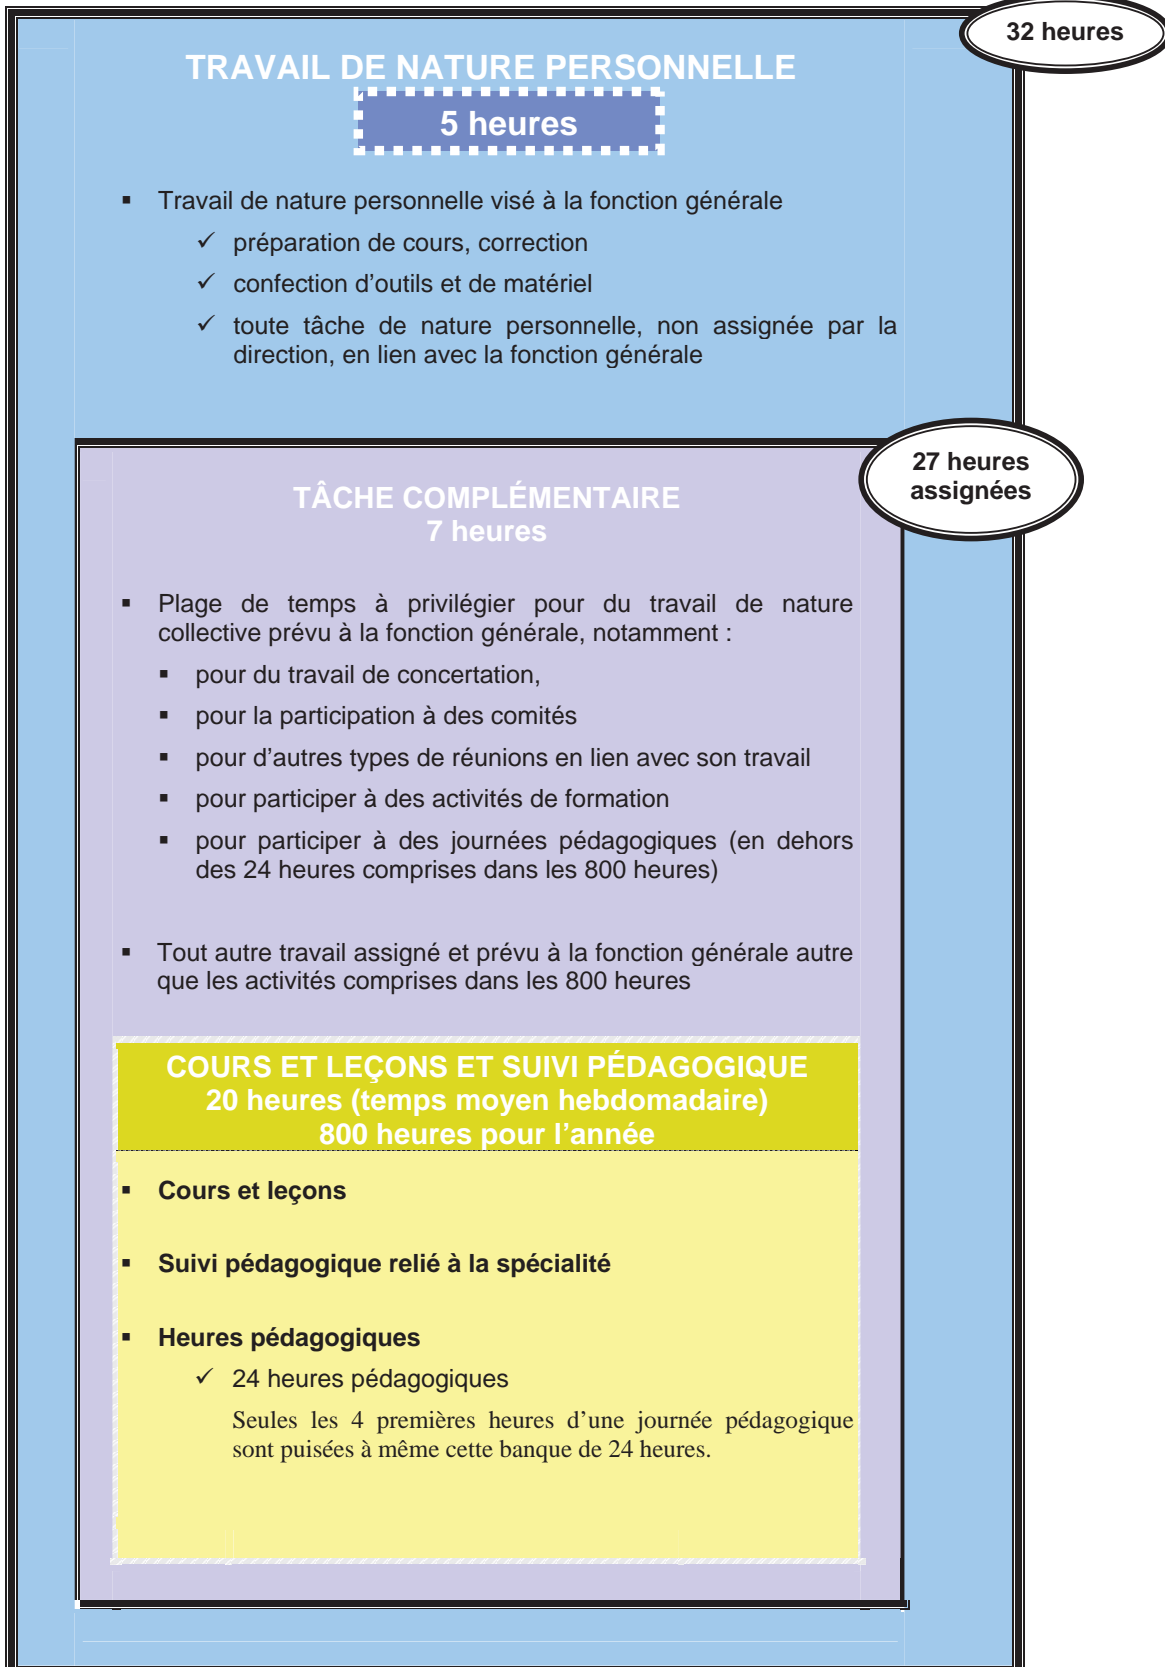 32 heures
TRAVAIL DE NATURE PERSONNELLE
5 heures
▪ Travail de nature personnelle visé à la fonction générale
✓ préparation de cours, correction
✓ confection d'outils et de matériel
✓ toute tâche de nature personnelle, non assignée par la
direction, en lien avec la fonction générale
27 heures
assignées
TÂCHE COMPLÉMENTAIRE
7 heures
▪ Plage de temps à privilégier pour du travail de nature
collective prévu à la fonction générale, notamment :
▪ pour du travail de concertation,
▪ pour la participation à des comités
▪ pour d'autres types de réunions en lien avec son travail
▪ pour participer à des activités de formation
▪ pour participer à des journées pédagogiques (en dehors
des 24 heures comprises dans les 800 heures)
▪ Tout autre travail assigné et prévu à la fonction générale autre
que les activités comprises dans les 800 heures
COURS ET LEÇONS ET SUIVI PÉDAGOGIQUE
20 heures (temps moyen hebdomadaire)
800 heures pour l'année
▪ Cours et leçons
▪ Suivi pédagogique relié à la spécialité
▪ Heures pédagogiques
✓ 24 heures pédagogiques
Seules les 4 premières heures d'une journée pédagogique
sont puisées à même cette banque de 24 heures.